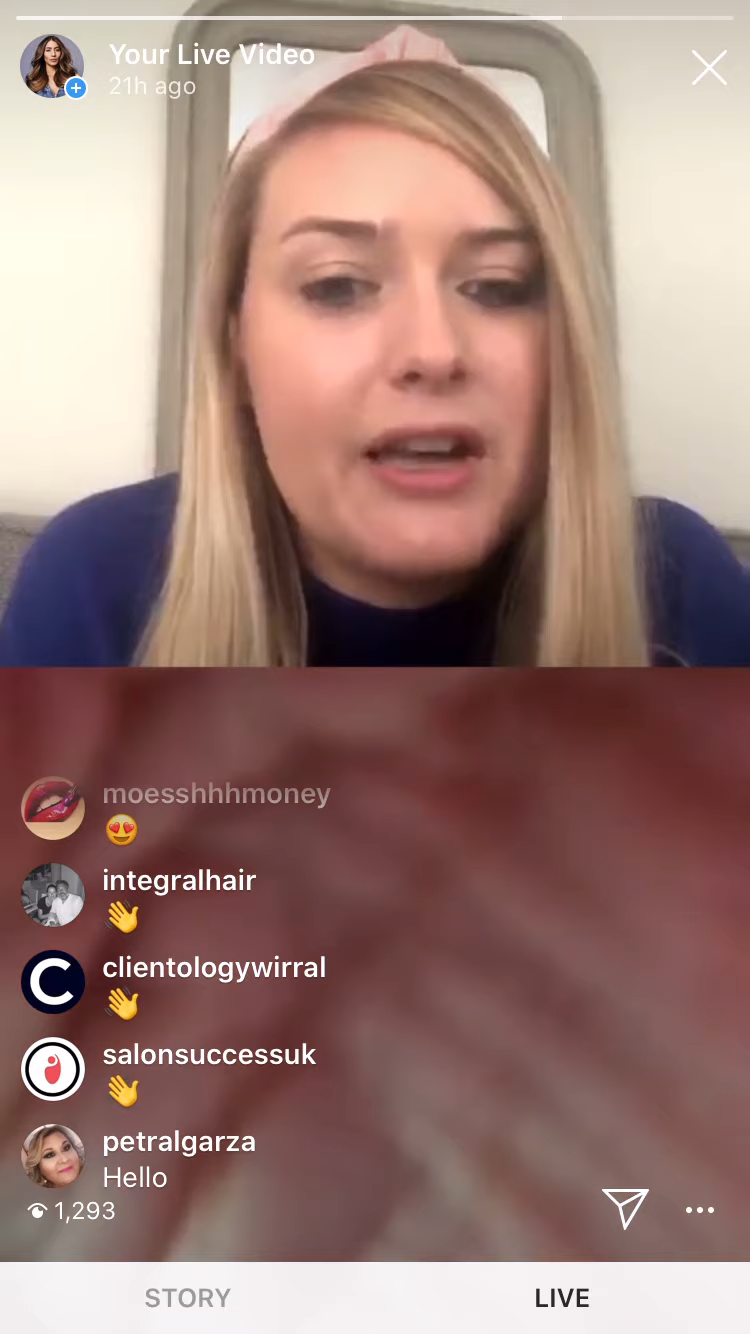 Your Live Video
21h ago
moesshhhmoney
😍
integralhair
👋
clientologywirral
👋
salonsuccessuk
👋
petralgarza
Hello
1,293
STORY
LIVE